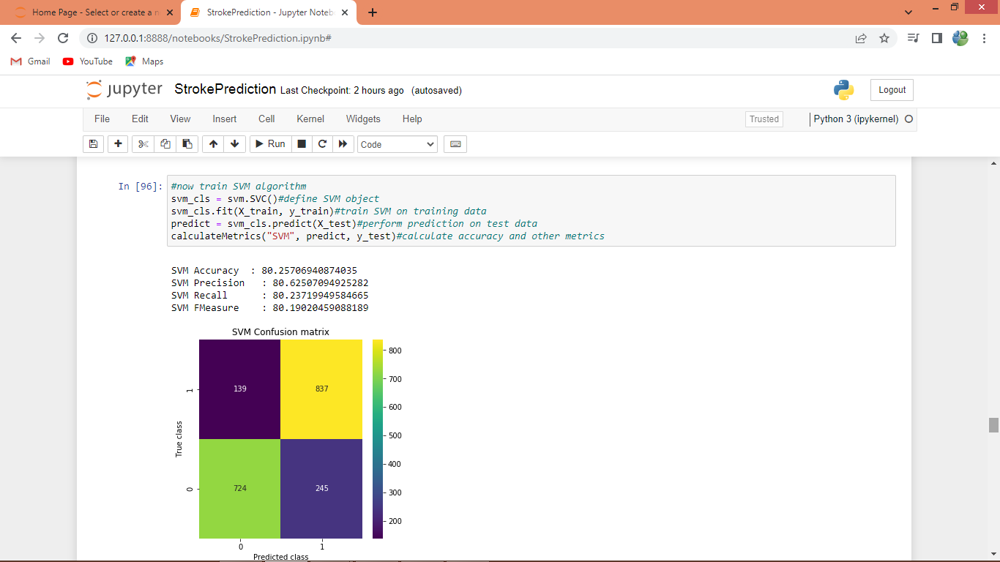 Home Page - Select or create a n
StrokePrediction - Jupyter Noteb
127.0.0.1:8888/notebooks/StrokePrediction.ipynb#
Gmail YouTube Maps
jupyter StrokePrediction Last Checkpoint: 2 hours ago (autosaved) Logout
File Edit View Insert Cell Kernel Widgets Help Trusted Python 3 (ipykernel)
Run Code
In [96]:
#now train SVM algorithm
svm_cls = svm.SVC()#define SVM object
svm_cls.fit(X_train, y_train)#train SVM on training data
predict = svm_cls.predict(X_test)#perform prediction on test data
calculateMetrics("SVM", predict, y_test)#calculate accuracy and other metrics
SVM Accuracy : 80.25706940874035
SVM Precision : 80.62507094925282
SVM Recall : 80.23719949584665
SVM FMeasure : 80.19020459088189
SVM Confusion matrix
1 139 837
0 724 245
True class
0 1
Predicted class
800
700
600
500
400
300
200